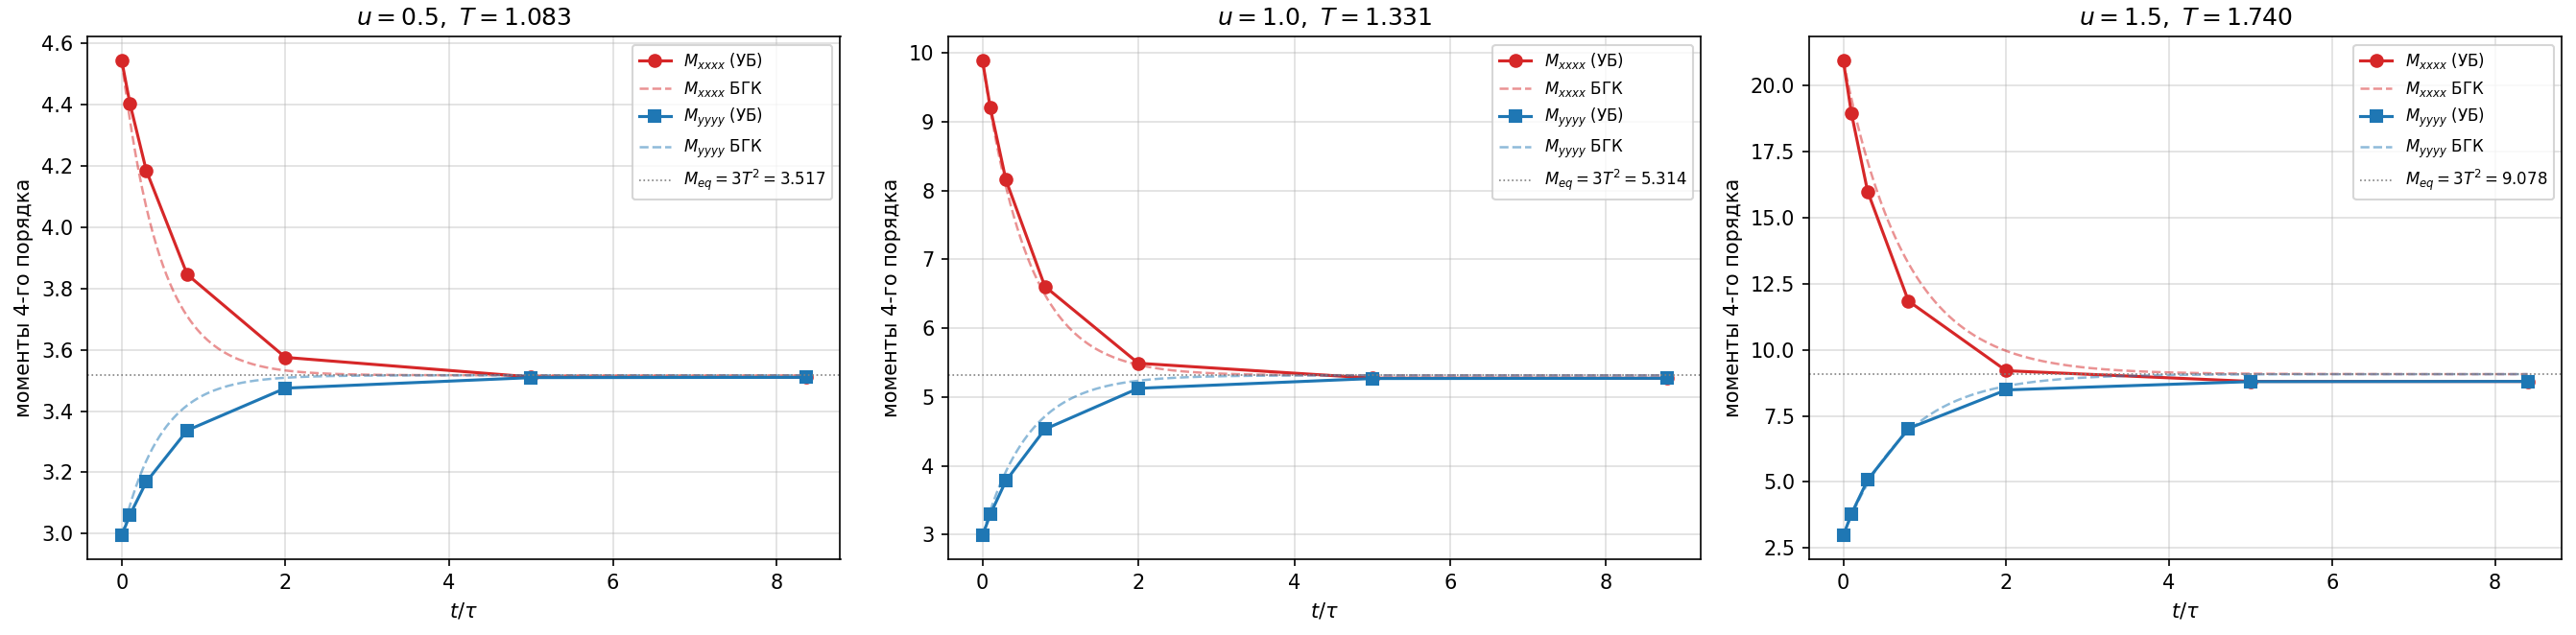 u = 0.5, T = 1.083
моменты 4-го порядка
4.6
4.4
4.2
4.0
3.8
3.6
3.4
3.2
3.0
M_xxxx (УБ)
M_xxxx БГК
M_yyyy (УБ)
M_yyyy БГК
M_eq = 3T² = 3.517
0 2 4 6 8
t/τ
u = 1.0, T = 1.331
моменты 4-го порядка
10
9
8
7
6
5
4
3
M_xxxx (УБ)
M_xxxx БГК
M_yyyy (УБ)
M_yyyy БГК
M_eq = 3T² = 5.314
0 2 4 6 8
t/τ
u = 1.5, T = 1.740
моменты 4-го порядка
20.0
17.5
15.0
12.5
10.0
7.5
5.0
2.5
M_xxxx (УБ)
M_xxxx БГК
M_yyyy (УБ)
M_yyyy БГК
M_eq = 3T² = 9.078
0 2 4 6 8
t/τ